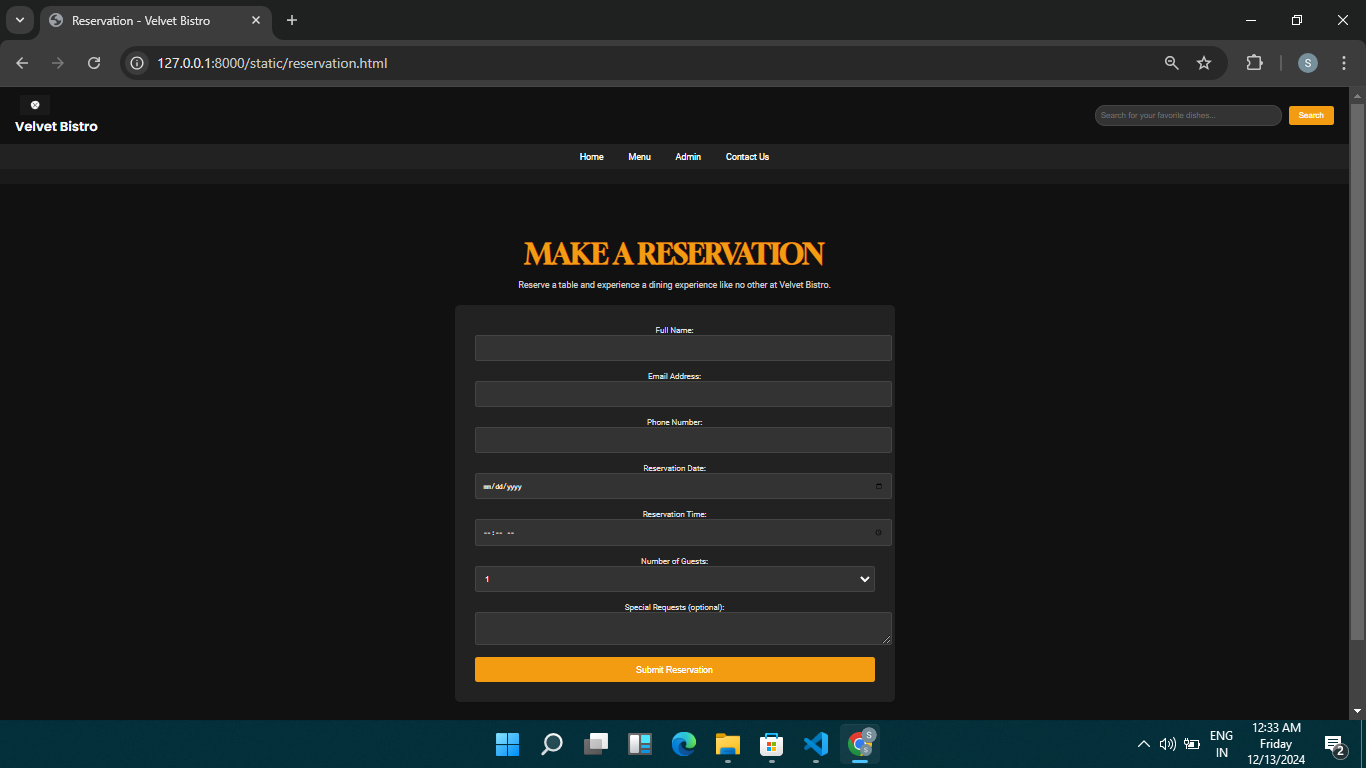 Reservation - Velvet Bistro
127.0.0.1:8000/static/reservation.html
S
Velvet Bistro
Search for your favorite dishes...
Search
Home Menu Admin Contact Us
MAKE A RESERVATION
Reserve a table and experience a dining experience like no other at Velvet Bistro.
Full Name:
Email Address:
Phone Number:
Reservation Date:
mm/dd/yyyy
Reservation Time:
--:-- --
Number of Guests:
1
Special Requests (optional):
Submit Reservation
S
S
ENG
IN
12:33 AM
Friday
12/13/2024
2